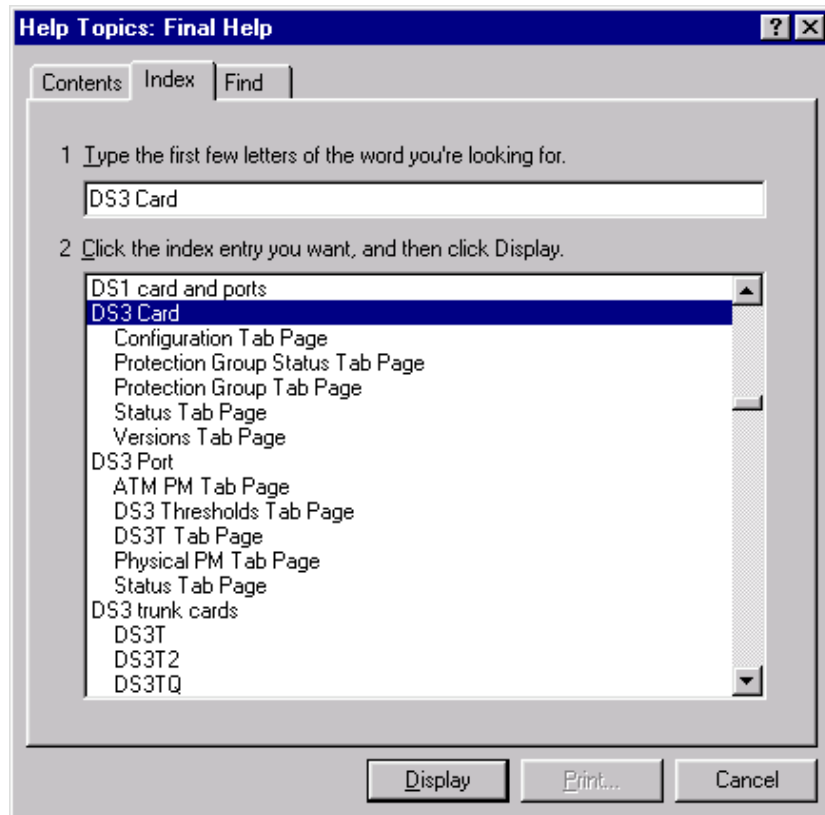 Help Topics: Final Help
Contents Index Find
1 Type the first few letters of the word you're looking for.
DS3 Card
2 Click the index entry you want, and then click Display.
DS1 card and ports
DS3 Card
Configuration Tab Page
Protection Group Status Tab Page
Protection Group Tab Page
Status Tab Page
Versions Tab Page
DS3 Port
ATM PM Tab Page
DS3 Thresholds Tab Page
DS3T Tab Page
Physical PM Tab Page
Status Tab Page
DS3 trunk cards
DS3T
DS3T2
DS3TQ
Display Print... Cancel